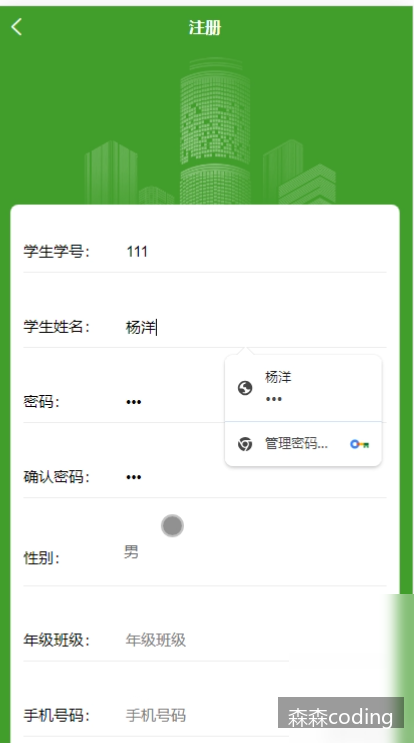 注册
学生学号： 111
学生姓名： 杨洋
杨洋
•••
密码： •••
管理密码...
确认密码： •••
性别： 男
年级班级： 年级班级
手机号码： 手机号码
森森coding